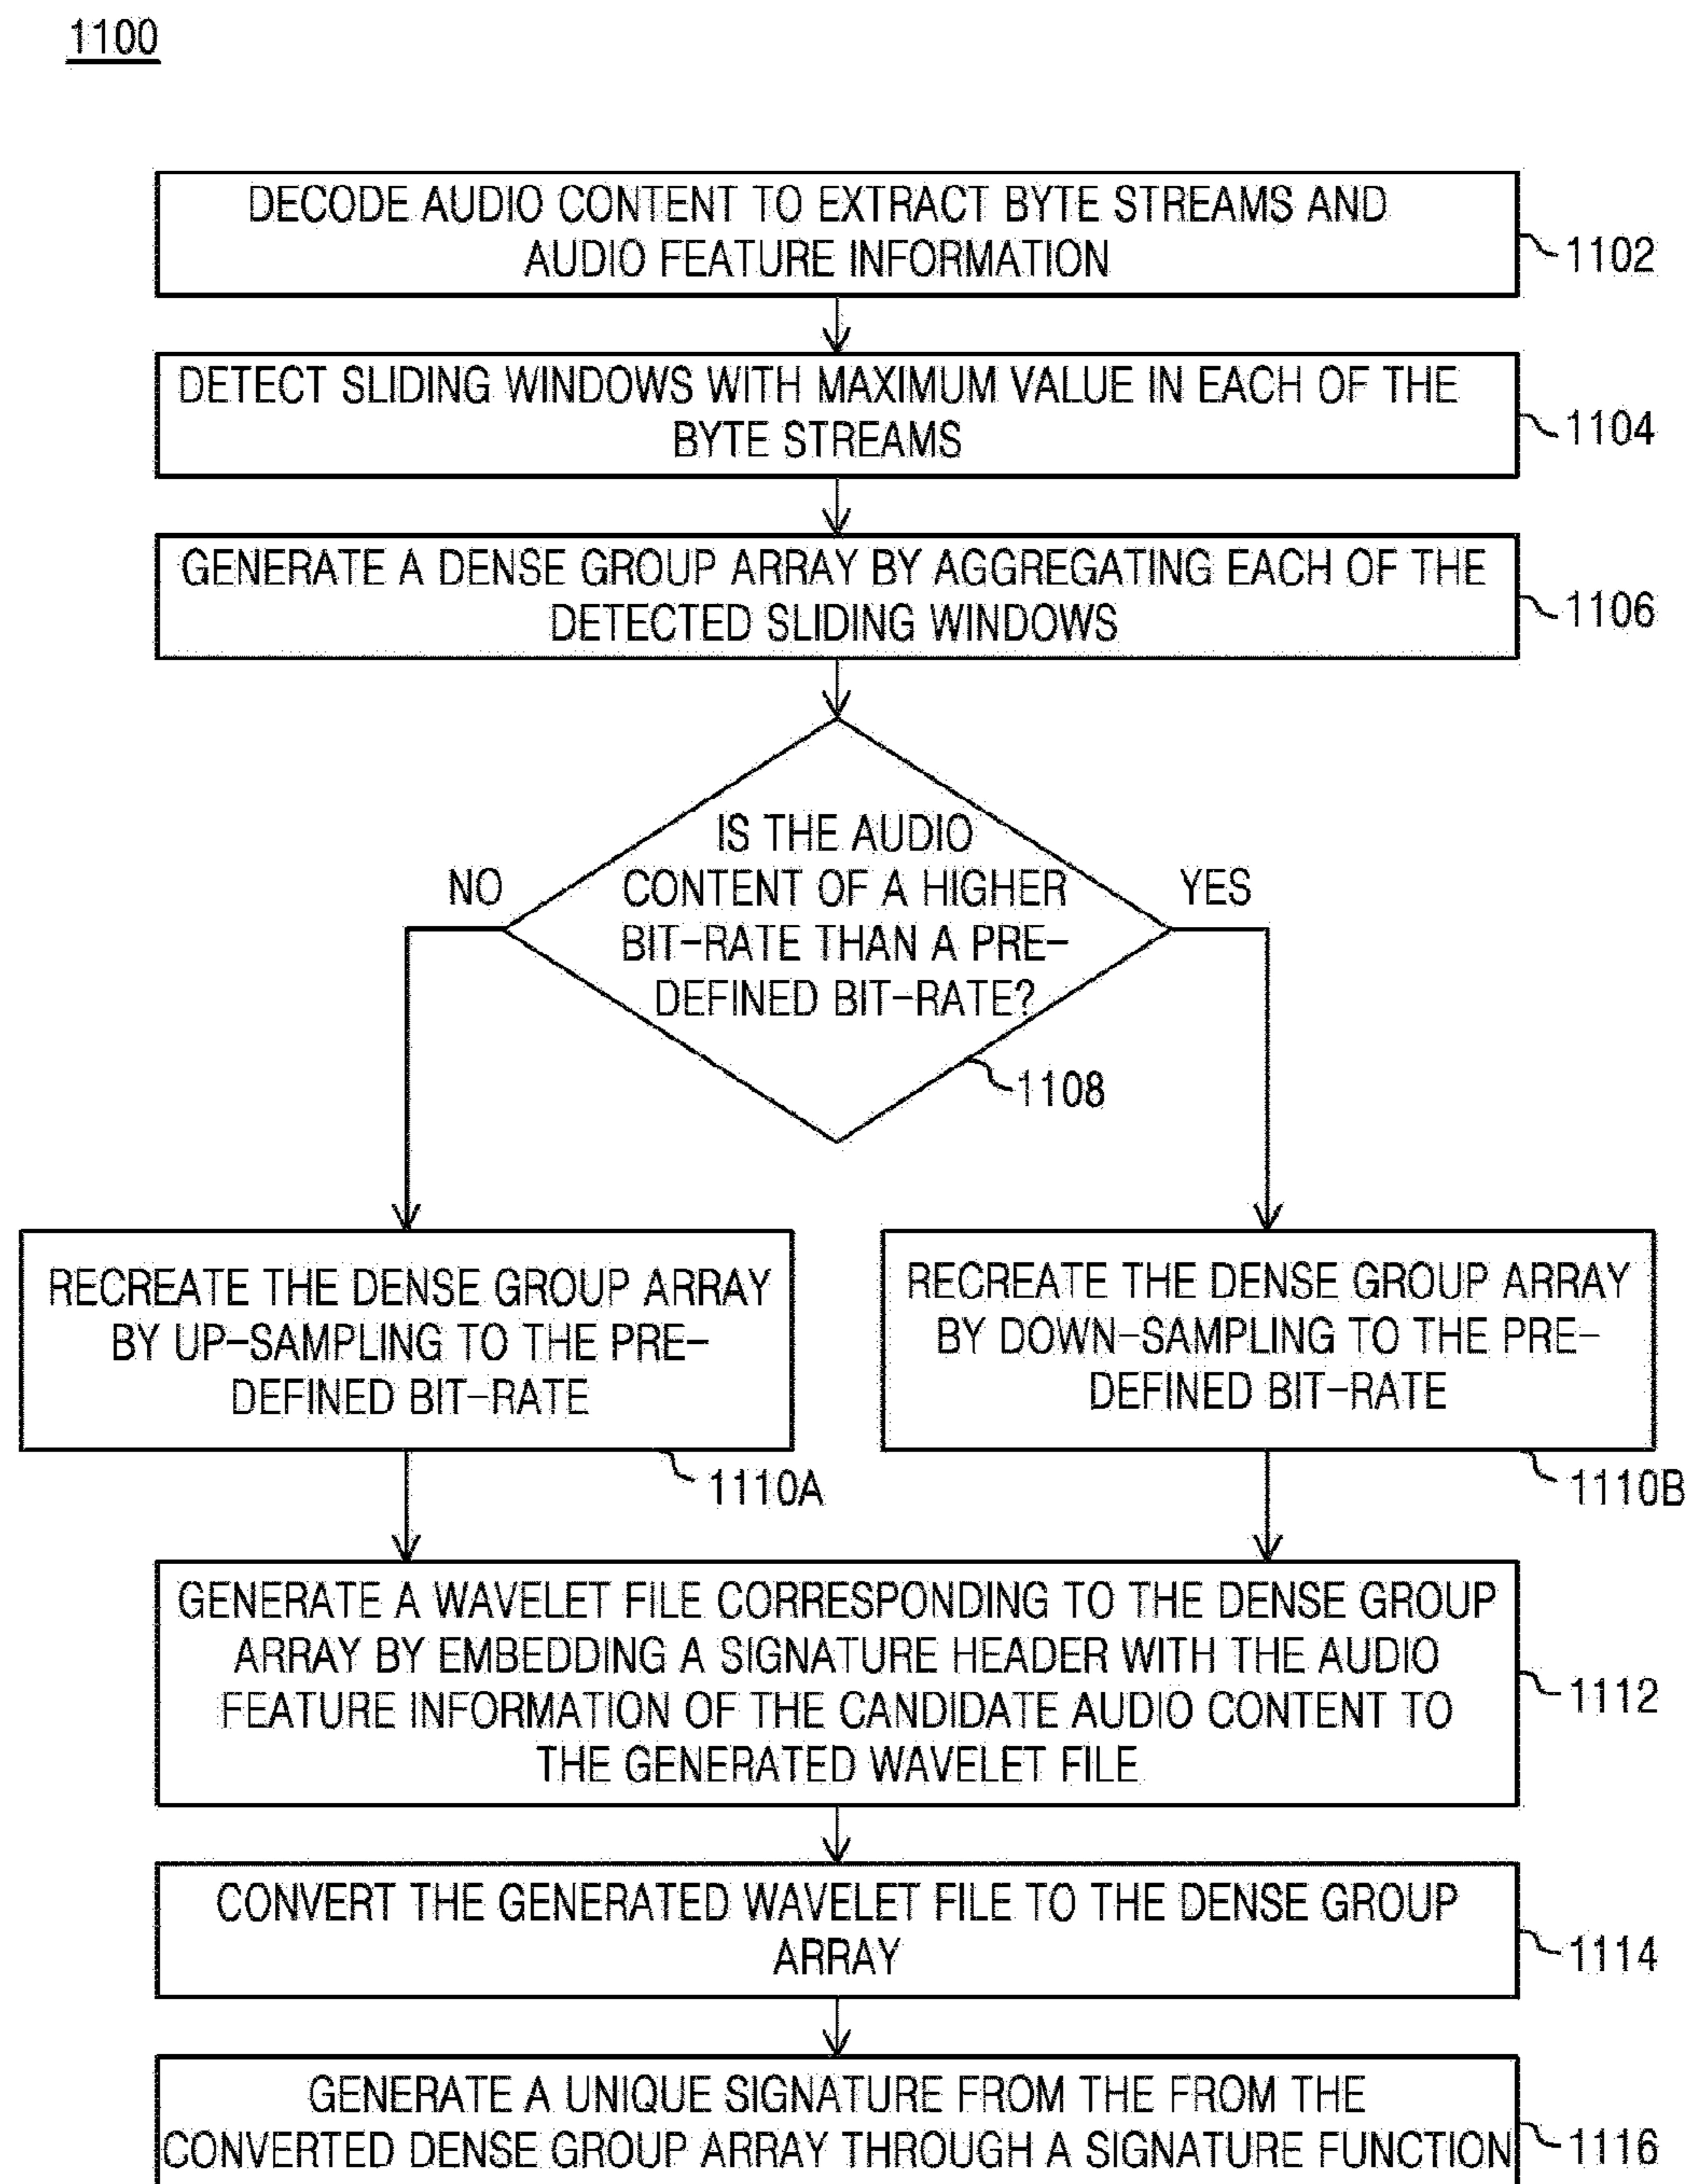 1100
DECODE AUDIO CONTENT TO EXTRACT BYTE STREAMS AND
AUDIO FEATURE INFORMATION
1102
DETECT SLIDING WINDOWS WITH MAXIMUM VALUE IN EACH OF THE
BYTE STREAMS
1104
GENERATE A DENSE GROUP ARRAY BY AGGREGATING EACH OF THE
DETECTED SLIDING WINDOWS
1106
IS THE AUDIO
CONTENT OF A HIGHER
BIT-RATE THAN A PRE-
DEFINED BIT-RATE?
NO
YES
1108
RECREATE THE DENSE GROUP ARRAY
BY UP-SAMPLING TO THE PRE-
DEFINED BIT-RATE
1110A
RECREATE THE DENSE GROUP ARRAY
BY DOWN-SAMPLING TO THE PRE-
DEFINED BIT-RATE
1110B
GENERATE A WAVELET FILE CORRESPONDING TO THE DENSE GROUP
ARRAY BY EMBEDDING A SIGNATURE HEADER WITH THE AUDIO
FEATURE INFORMATION OF THE CANDIDATE AUDIO CONTENT TO
THE GENERATED WAVELET FILE
1112
CONVERT THE GENERATED WAVELET FILE TO THE DENSE GROUP
ARRAY
1114
GENERATE A UNIQUE SIGNATURE FROM THE FROM THE
CONVERTED DENSE GROUP ARRAY THROUGH A SIGNATURE FUNCTION
1116